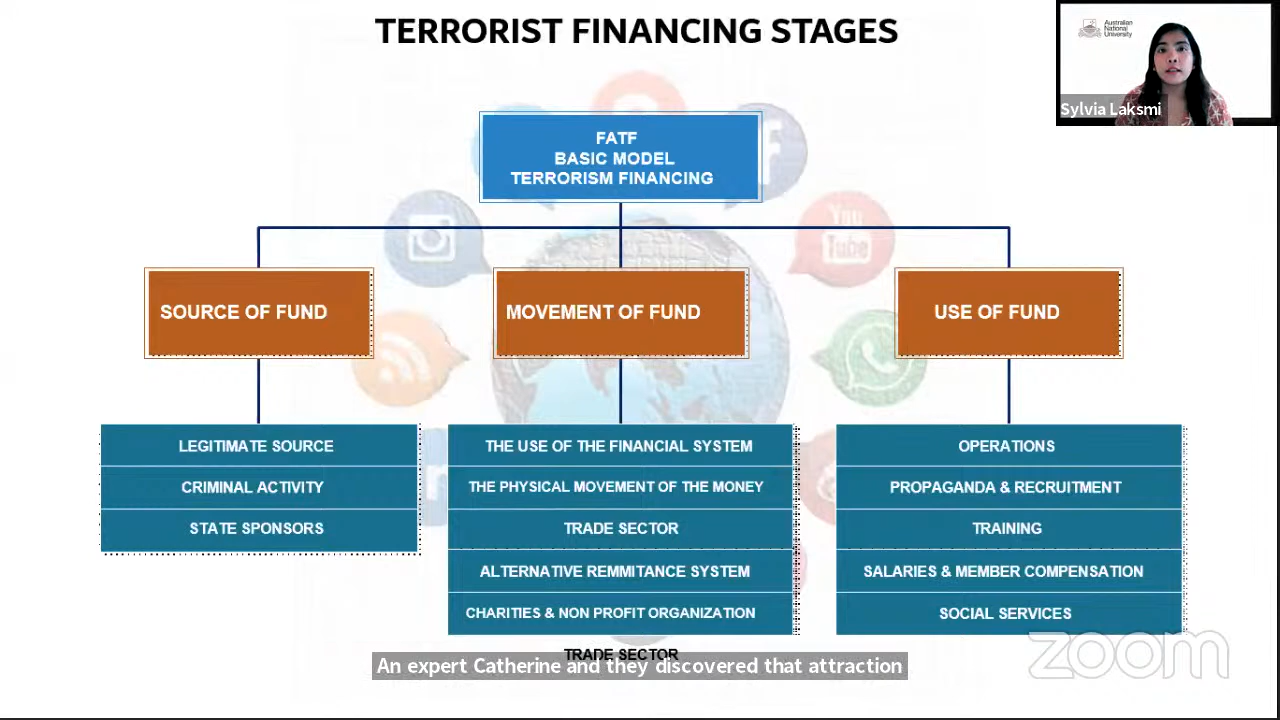 TERRORIST FINANCING STAGES
Australian
National
University
Sylvia Laksmi
FATF
BASIC MODEL
TERRORISM FINANCING
You
Tube
SOURCE OF FUND
MOVEMENT OF FUND
USE OF FUND
LEGITIMATE SOURCE
CRIMINAL ACTIVITY
STATE SPONSORS
THE USE OF THE FINANCIAL SYSTEM
THE PHYSICAL MOVEMENT OF THE MONEY
TRADE SECTOR
ALTERNATIVE REMMITANCE SYSTEM
CHARITIES & NON PROFIT ORGANIZATION
OPERATIONS
PROPAGANDA & RECRUITMENT
TRAINING
SALARIES & MEMBER COMPENSATION
SOCIAL SERVICES
TRADE SECTOR
An expert Catherine and they discovered that attraction
zoom